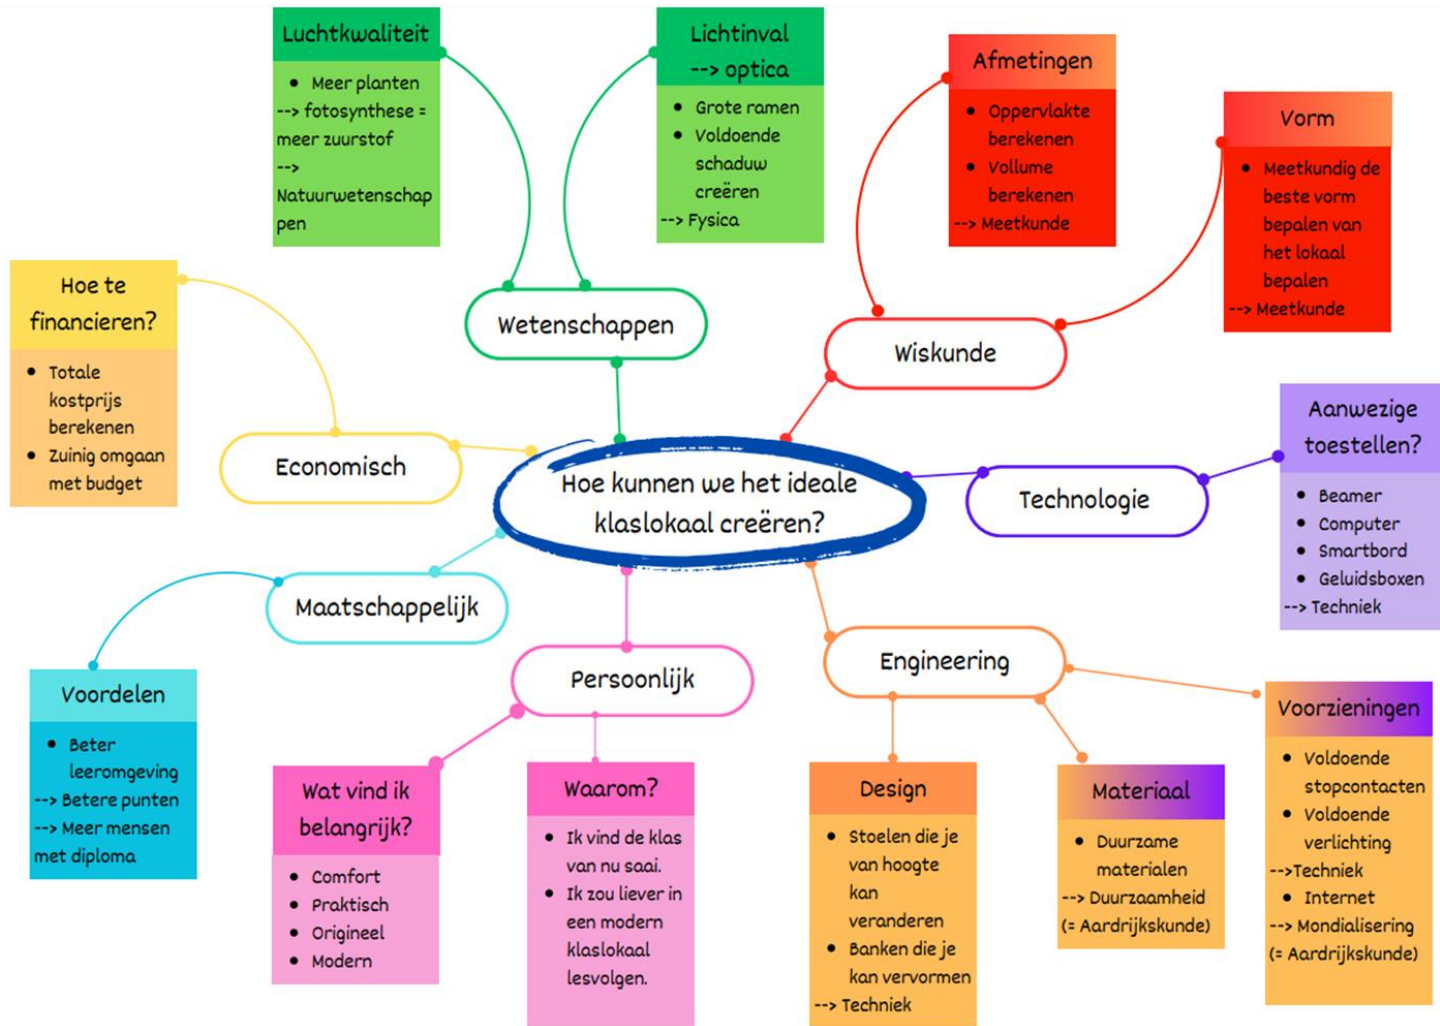 Luchtkwaliteit
• Meer planten
--> fotosynthese =
meer zuurstof
-->
Natuurwetenschap
pen
Lichtinval
--> optica
• Grote ramen
• Voldoende
schaduw
creëren
--> Fysica
Afmetingen
• Oppervlakte
berekenen
• Vollume
berekenen
--> Meetkunde
Vorm
• Meetkundig de
beste vorm
bepalen van
het lokaal
bepalen
--> Meetkunde
Hoe te
financieren?
• Totale
kostprijs
berekenen
• Zuinig omgaan
met budget
Wetenschappen
Wiskunde
Economisch
Hoe kunnen we het ideale
klaslokaal creëren?
Technologie
Aanwezige
toestellen?
• Beamer
• Computer
• Smartbord
• Geluidsboxen
--> Techniek
Maatschappelijk
Persoonlijk
Engineering
Voordelen
• Beter
leeromgeving
--> Betere punten
--> Meer mensen
met diploma
Wat vind ik
belangrijk?
• Comfort
• Praktisch
• Origineel
• Modern
Waarom?
• Ik vind de klas
van nu saai.
• Ik zou liever in
een modern
klaslokaal
lesvolgen.
Design
• Stoelen die je
van hoogte
kan
veranderen
• Banken die je
kan vervormen
--> Techniek
Materiaal
• Duurzame
materialen
--> Duurzaamheid
(= Aardrijkskunde)
Voorzieningen
• Voldoende
stopcontacten
• Voldoende
verlichting
-->Techniek
• Internet
--> Mondialisering
(= Aardrijkskunde)